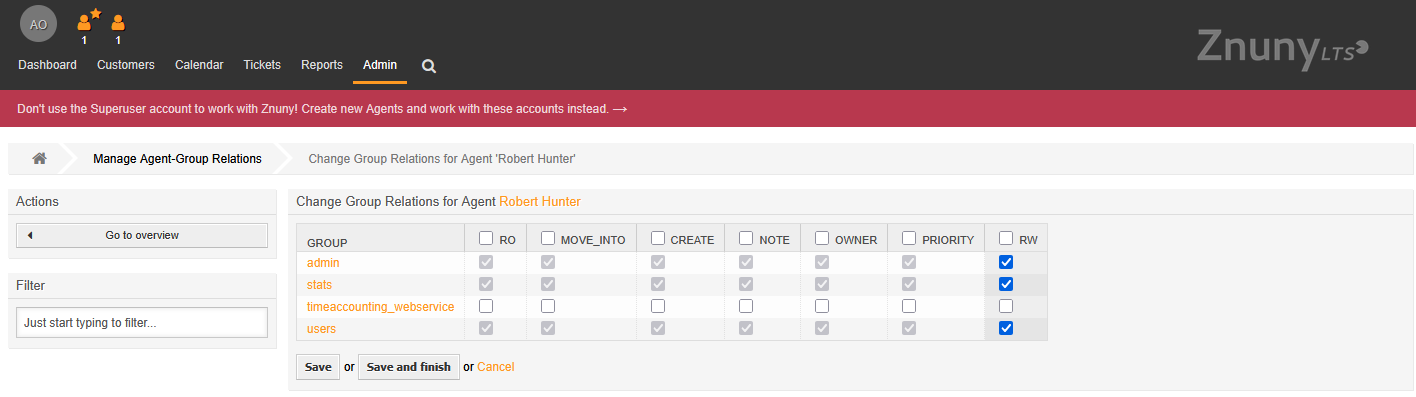 AO
1 1
Dashboard Customers Calendar Tickets Reports Admin
Znuny LTS
Don't use the Superuser account to work with Znuny! Create new Agents and work with these accounts instead. →
Manage Agent-Group Relations Change Group Relations for Agent 'Robert Hunter'
Actions
Go to overview
Filter
Just start typing to filter...
Change Group Relations for Agent Robert Hunter
GROUP RO MOVE_INTO CREATE NOTE OWNER PRIORITY RW
admin
stats
timeaccounting_webservice
users
Save or Save and finish or Cancel